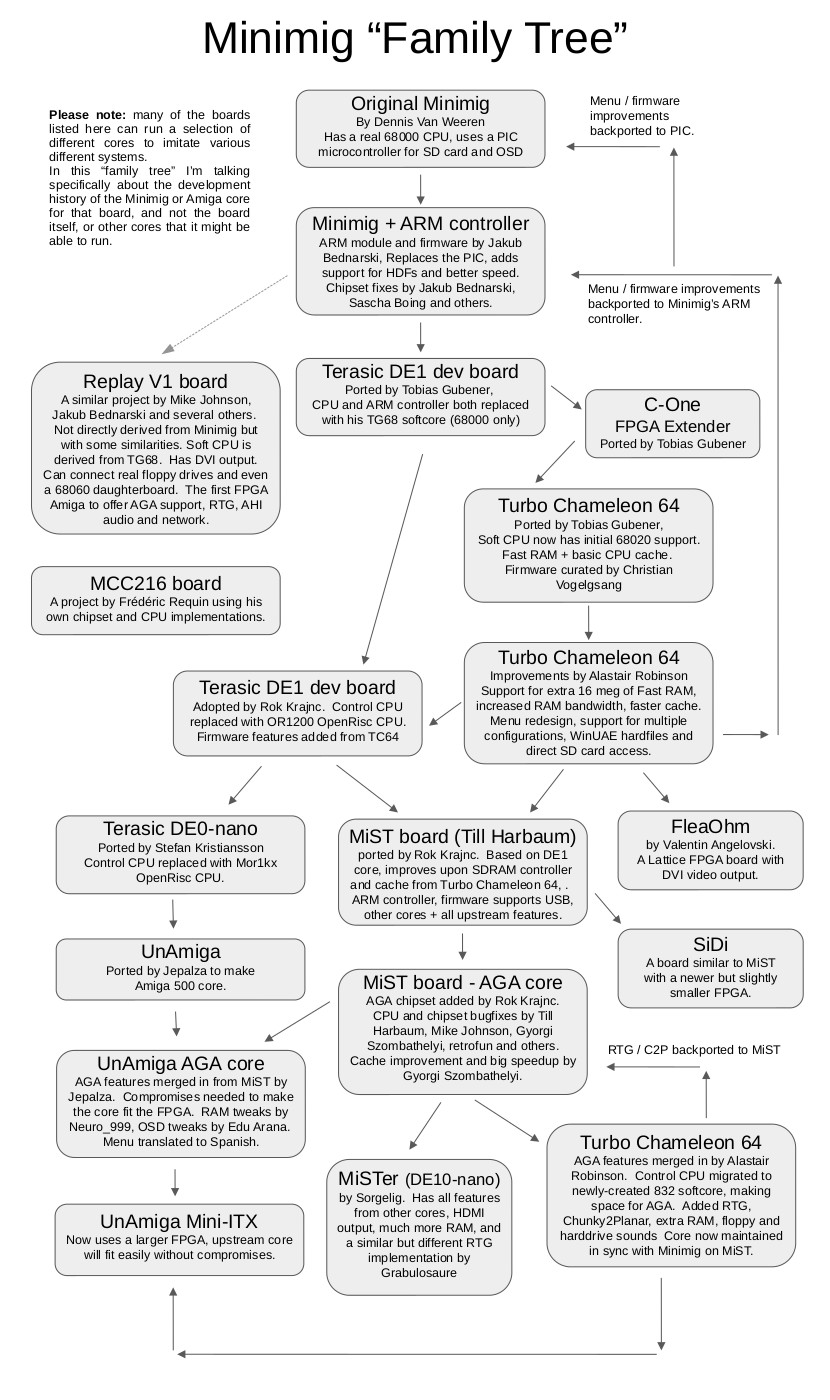 Minimig “Family Tree”
Please note: many of the boards
listed here can run a selection of
different cores to imitate various
different systems.
In this “family tree” I'm talking
specifically about the development
history of the Minimig or Amiga core
for that board, and not the board
itself, or other cores that it might be
able to run.
Original Minimig
By Dennis Van Weeren
Has a real 68000 CPU, uses a PIC
microcontroller for SD card and OSD
Menu / firmware
improvements
backported to PIC.
Minimig + ARM controller
ARM module and firmware by Jakub
Bednarski, Replaces the PIC, adds
support for HDFs and better speed.
Chipset fixes by Jakub Bednarski,
Sascha Boing and others.
Menu / firmware improvements
backported to Minimig's ARM
controller.
Replay V1 board
A similar project by Mike Johnson,
Jakub Bednarski and several others.
Not directly derived from Minimig but
with some similarities. Soft CPU is
derived from TG68. Has DVI output.
Can connect real floppy drives and even
a 68060 daughterboard. The first FPGA
Amiga to offer AGA support, RTG, AHI
audio and network.
Terasic DE1 dev board
Ported by Tobias Gubener,
CPU and ARM controller both replaced
with his TG68 softcore (68000 only)
C-One
FPGA Extender
Ported by Tobias Gubener
Turbo Chameleon 64
Ported by Tobias Gubener,
Soft CPU now has initial 68020 support.
Fast RAM + basic CPU cache.
Firmware curated by Christian
Vogelgsang
MCC216 board
A project by Frédéric Requin using his
own chipset and CPU implementations.
Turbo Chameleon 64
Improvements by Alastair Robinson
Support for extra 16 meg of Fast RAM,
increased RAM bandwidth, faster cache.
Menu redesign, support for multiple
configurations, WinUAE hardfiles and
direct SD card access.
Terasic DE1 dev board
Adopted by Rok Krajnc. Control CPU
replaced with OR1200 OpenRisc CPU.
Firmware features added from TC64
Terasic DE0-nano
Ported by Stefan Kristiansson
Control CPU replaced with Mor1kx
OpenRisc CPU.
MiST board (Till Harbaum)
ported by Rok Krajnc. Based on DE1
core, improves upon SDRAM controller
and cache from Turbo Chameleon 64, .
ARM controller, firmware supports USB,
other cores + all upstream features.
FleaOhm
by Valentin Angelovski.
A Lattice FPGA board with
DVI video output.
SiDi
A board similar to MiST
with a newer but slightly
smaller FPGA.
UnAmiga
Ported by Jepalza to make
Amiga 500 core.
MiST board - AGA core
AGA chipset added by Rok Krajnc.
CPU and chipset bugfixes by Till
Harbaum, Mike Johnson, Gyorgi
Szombathelyi, retrofun and others.
Cache improvement and big speedup by
Gyorgi Szombathelyi.
RTG / C2P backported to MiST
UnAmiga AGA core
AGA features merged in from MiST by
Jepalza. Compromises needed to make
the core fit the FPGA. RAM tweaks by
Neuro_999, OSD tweaks by Edu Arana.
Menu translated to Spanish.
Turbo Chameleon 64
AGA features merged in by Alastair
Robinson. Control CPU migrated to
newly-created 832 softcore, making
space for AGA. Added RTG,
Chunky2Planar, extra RAM, floppy and
harddrive sounds Core now maintained
in sync with Minimig on MiST.
MiSTer (DE10-nano)
by Sorgelig. Has all features
from other cores, HDMI
output, much more RAM, and
a similar but different RTG
implementation by
Grabulosaure
UnAmiga Mini-ITX
Now uses a larger FPGA, upstream core
will fit easily without compromises.